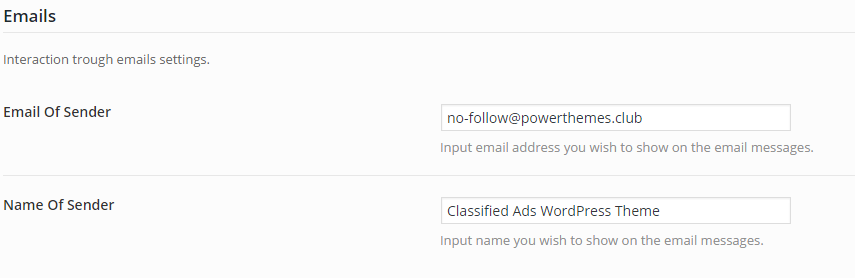 Emails
Interaction trough emails settings.
Email Of Sender
no-follow@powerthemes.club
Input email address you wish to show on the email messages.
Name Of Sender
Classified Ads WordPress Theme
Input name you wish to show on the email messages.